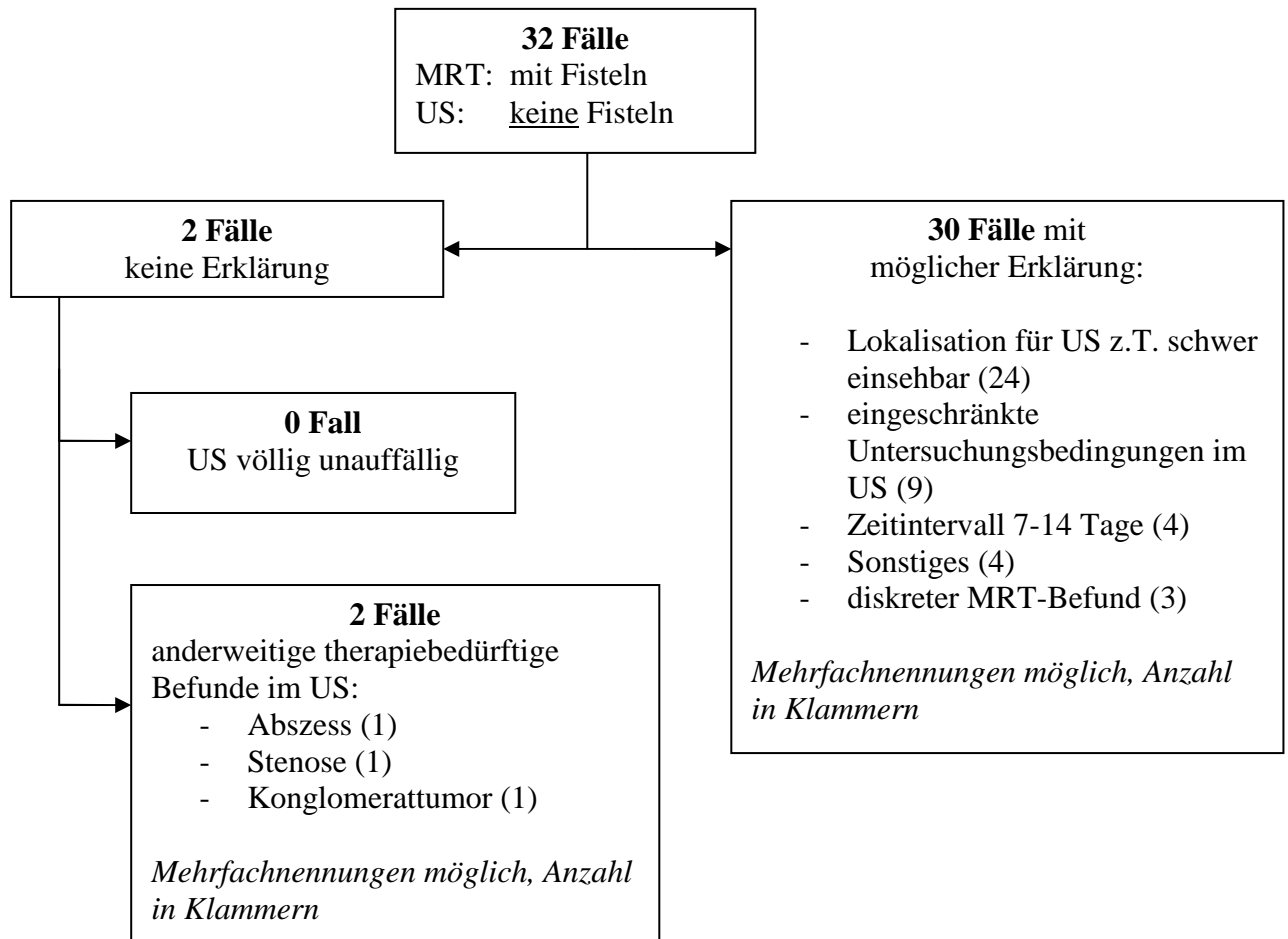 32 Fälle
MRT: mit Fisteln
US: keine Fisteln
2 Fälle
keine Erklärung
30 Fälle mit
möglicher Erklärung:
- Lokalisation für US z.T. schwer
einsehbar (24)
- eingeschränkte
Untersuchungsbedingungen im
US (9)
- Zeitintervall 7-14 Tage (4)
- Sonstiges (4)
- diskreter MRT-Befund (3)
Mehrfachnennungen möglich, Anzahl
in Klammern
0 Fall
US völlig unauffällig
2 Fälle
anderweitige therapiebedürftige
Befunde im US:
- Abszess (1)
- Stenose (1)
- Konglomerattumor (1)
Mehrfachnennungen möglich, Anzahl
in Klammern